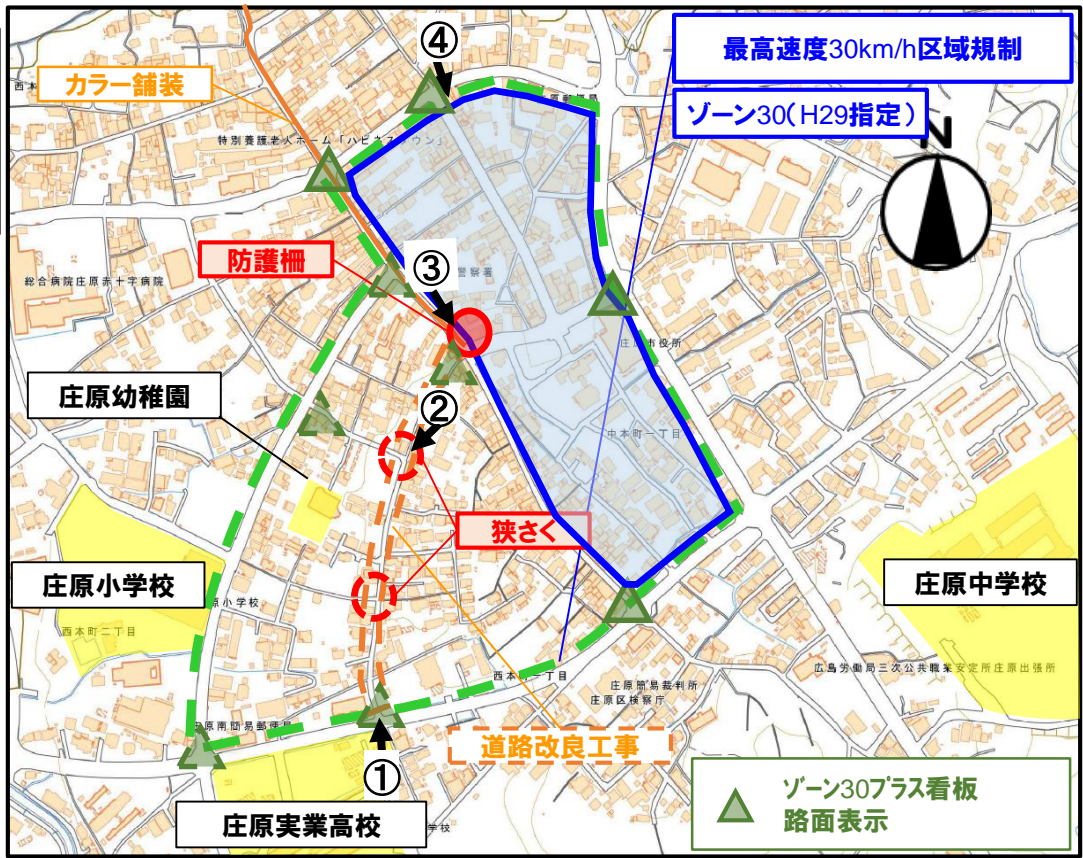 ④
最高速度30km/h区域規制
カラー舗装
ゾーン30(H29指定)
N
特別養護老人ホーム「ハピネスタウン」
防護柵
③
警察署
総合病院庄原赤十字病院
庄原市役所
庄原幼稚園
②
中本町一丁目
狭さく
庄原小学校
庄原中学校
原小学校
西本町二丁目
広島労働局三次公共職業安定所庄原出張所
西本町一丁目
庄原簡易裁判所
庄原区検察庁
庄原南簡易郵便局
道路改良工事
①
ゾーン30プラス看板
路面表示
庄原実業高校
学校